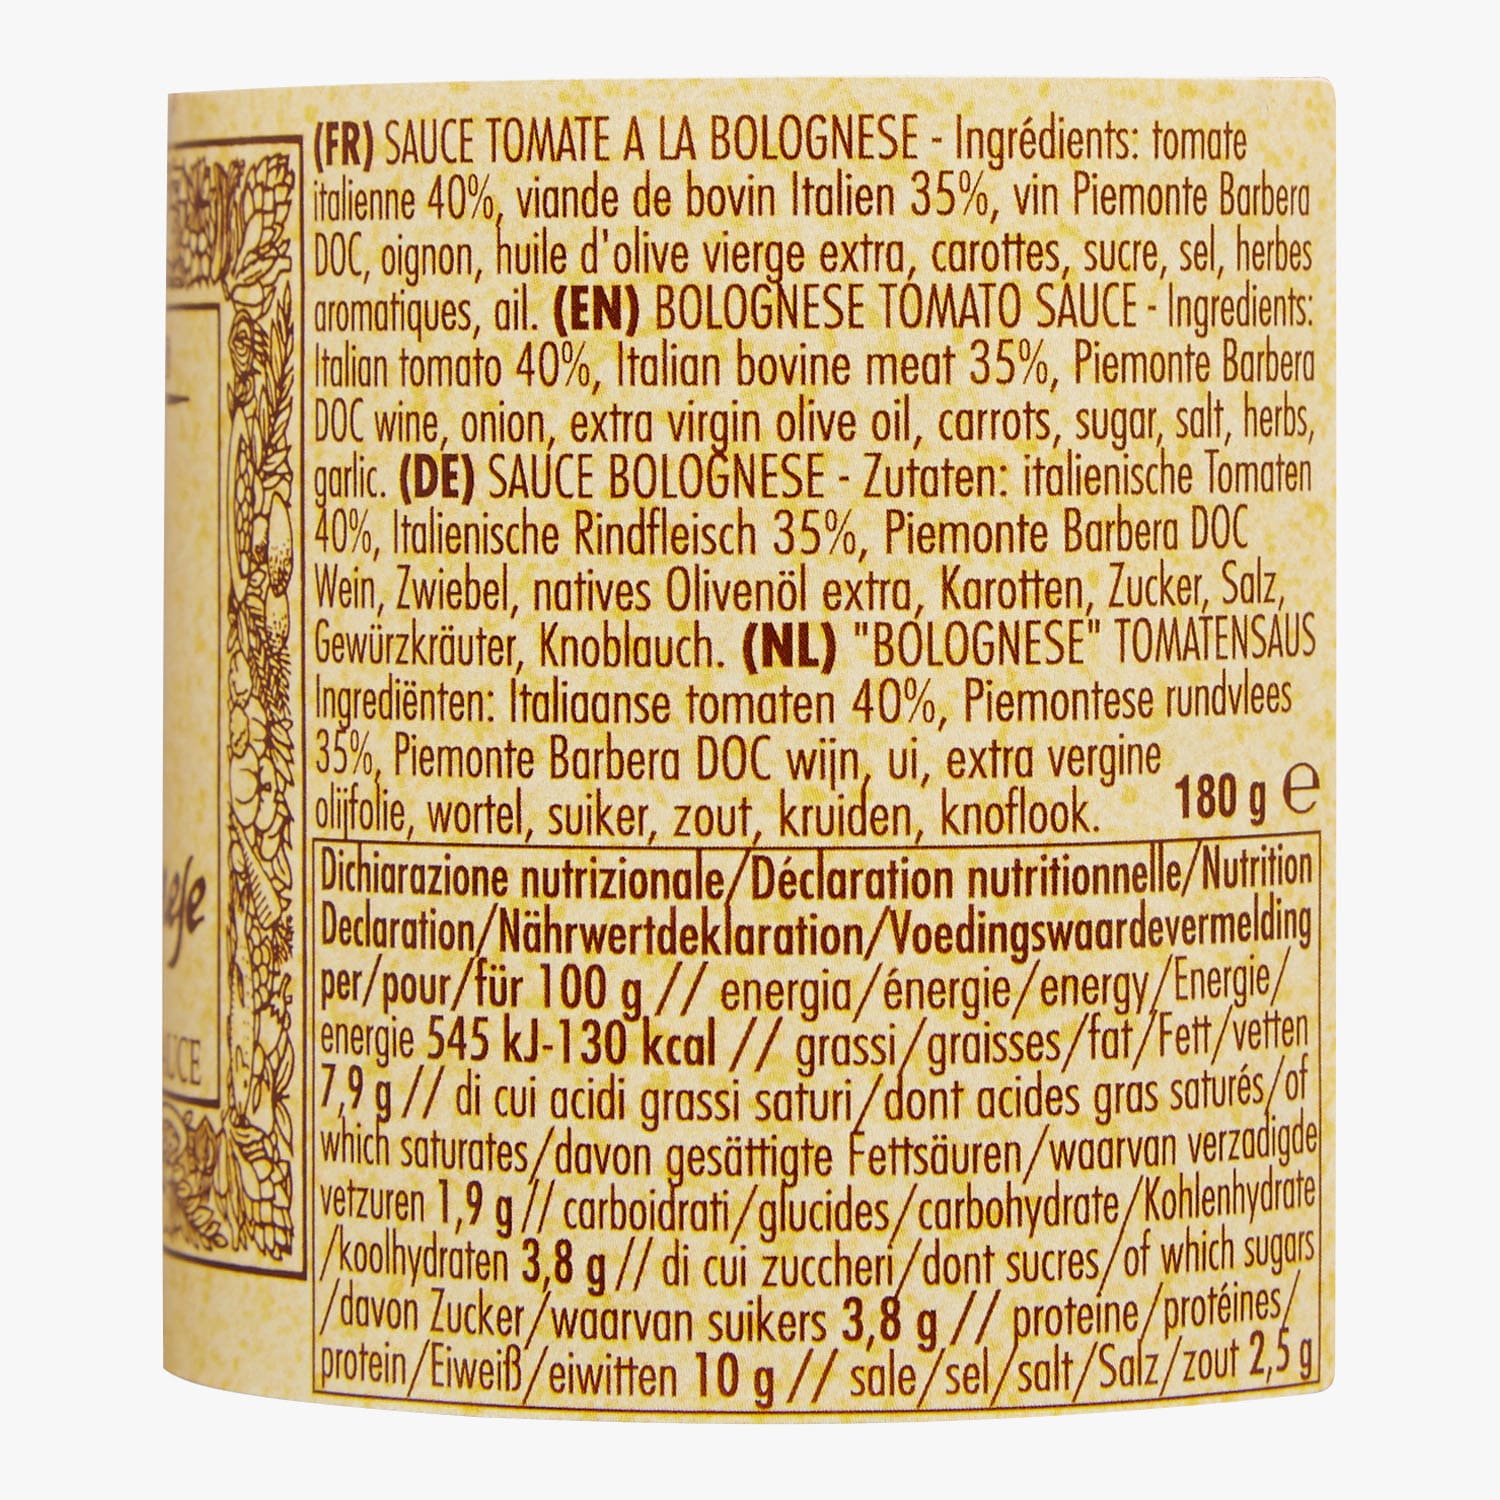 (FR) SAUCE TOMATE A LA BOLOGNESE - Ingrédients: tomate
italienne 40%, viande de bovin Italien 35%, vin Piemonte Barbera
DOC, oignon, huile d'olive vierge extra, carottes, sucre, sel, herbes
aromatiques, ail. (EN) BOLOGNESE TOMATO SAUCE - Ingredients:
Italian tomato 40%, Italian bovine meat 35%, Piemonte Barbera
DOC wine, onion, extra virgin olive oil, carrots, sugar, salt, herbs,
garlic. (DE) SAUCE BOLOGNESE - Zutaten: italienische Tomaten
40%, Italienische Rindfleisch 35%, Piemonte Barbera DOC
Wein, Zwiebel, natives Olivenöl extra, Karotten, Zucker, Salz,
Gewürzkräuter, Knoblauch. (NL) "BOLOGNESE" TOMATENSAUS
Ingrediënten: Italiaanse tomaten 40%, Piemontese rundvlees
35%, Piemonte Barbera DOC wijn, ui, extra vergine
olijfolie, wortel, suiker, zout, kruiden, knoflook. 180 g ℮
Dichiarazione nutrizionale/Déclaration nutritionnelle/Nutrition
Declaration/Nährwertdeklaration/Voedingswaardevermelding
per/pour/für 100 g // energia/énergie/energy/Energie/
energie 545 kJ-130 kcal // grassi/graisses/fat/Fett/vetten
7,9 g // di cui acidi grassi saturi/dont acides gras saturés/of
which saturates/davon gesättigte Fettsäuren/waarvan verzadigde
vetzuren 1,9 g // carboidrati/glucides/carbohydrate/Kohlenhydrate
/koolhydraten 3,8 g // di cui zuccheri/dont sucres/of which sugars
/davon Zucker/waarvan suikers 3,8 g // proteine/protéines/
protein/Eiweiß/eiwitten 10 g // sale/sel/salt/Salz/zout 2,5 g